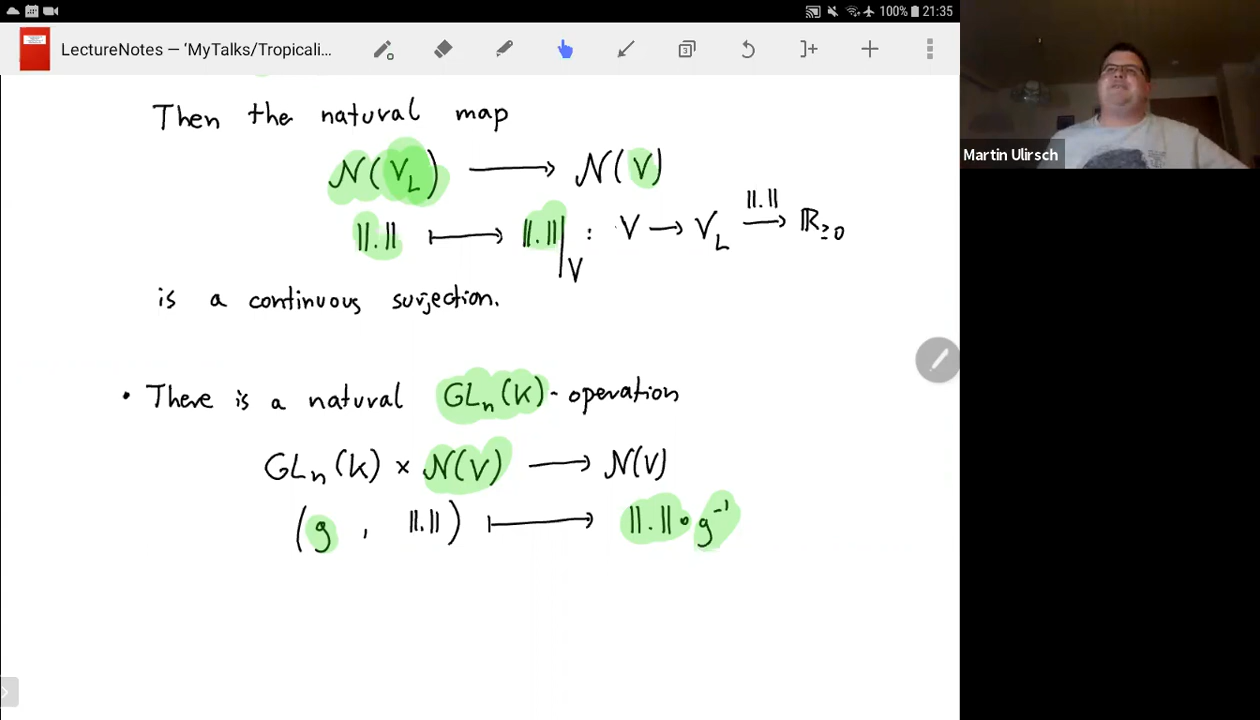 100% 21:35
LectureNotes — ‘MyTalks/Tropicali...
3
Then the natural map
𝒩(V_L) ⟶ 𝒩(V)
||.|| ⟼ ||.|||_V : V → V_L →^{||.||} ℝ_{≥0}
is a continuous surjection.
• There is a natural GL_n(K)-operation
GL_n(K) × 𝒩(V) ⟶ 𝒩(V)
(g , ||.||) ⟼ ||.||∘g⁻¹
Martin Ulirsch